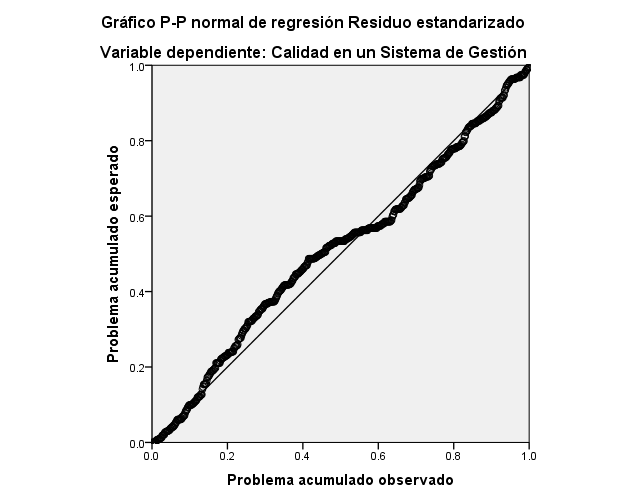 Gráfico P-P normal de regresión Residuo estandarizado
Variable dependiente: Calidad en un Sistema de Gestión
1.0
0.8
0.6
0.4
0.2
0.0
Problema acumulado esperado
0.0 0.2 0.4 0.6 0.8 1.0
Problema acumulado observado